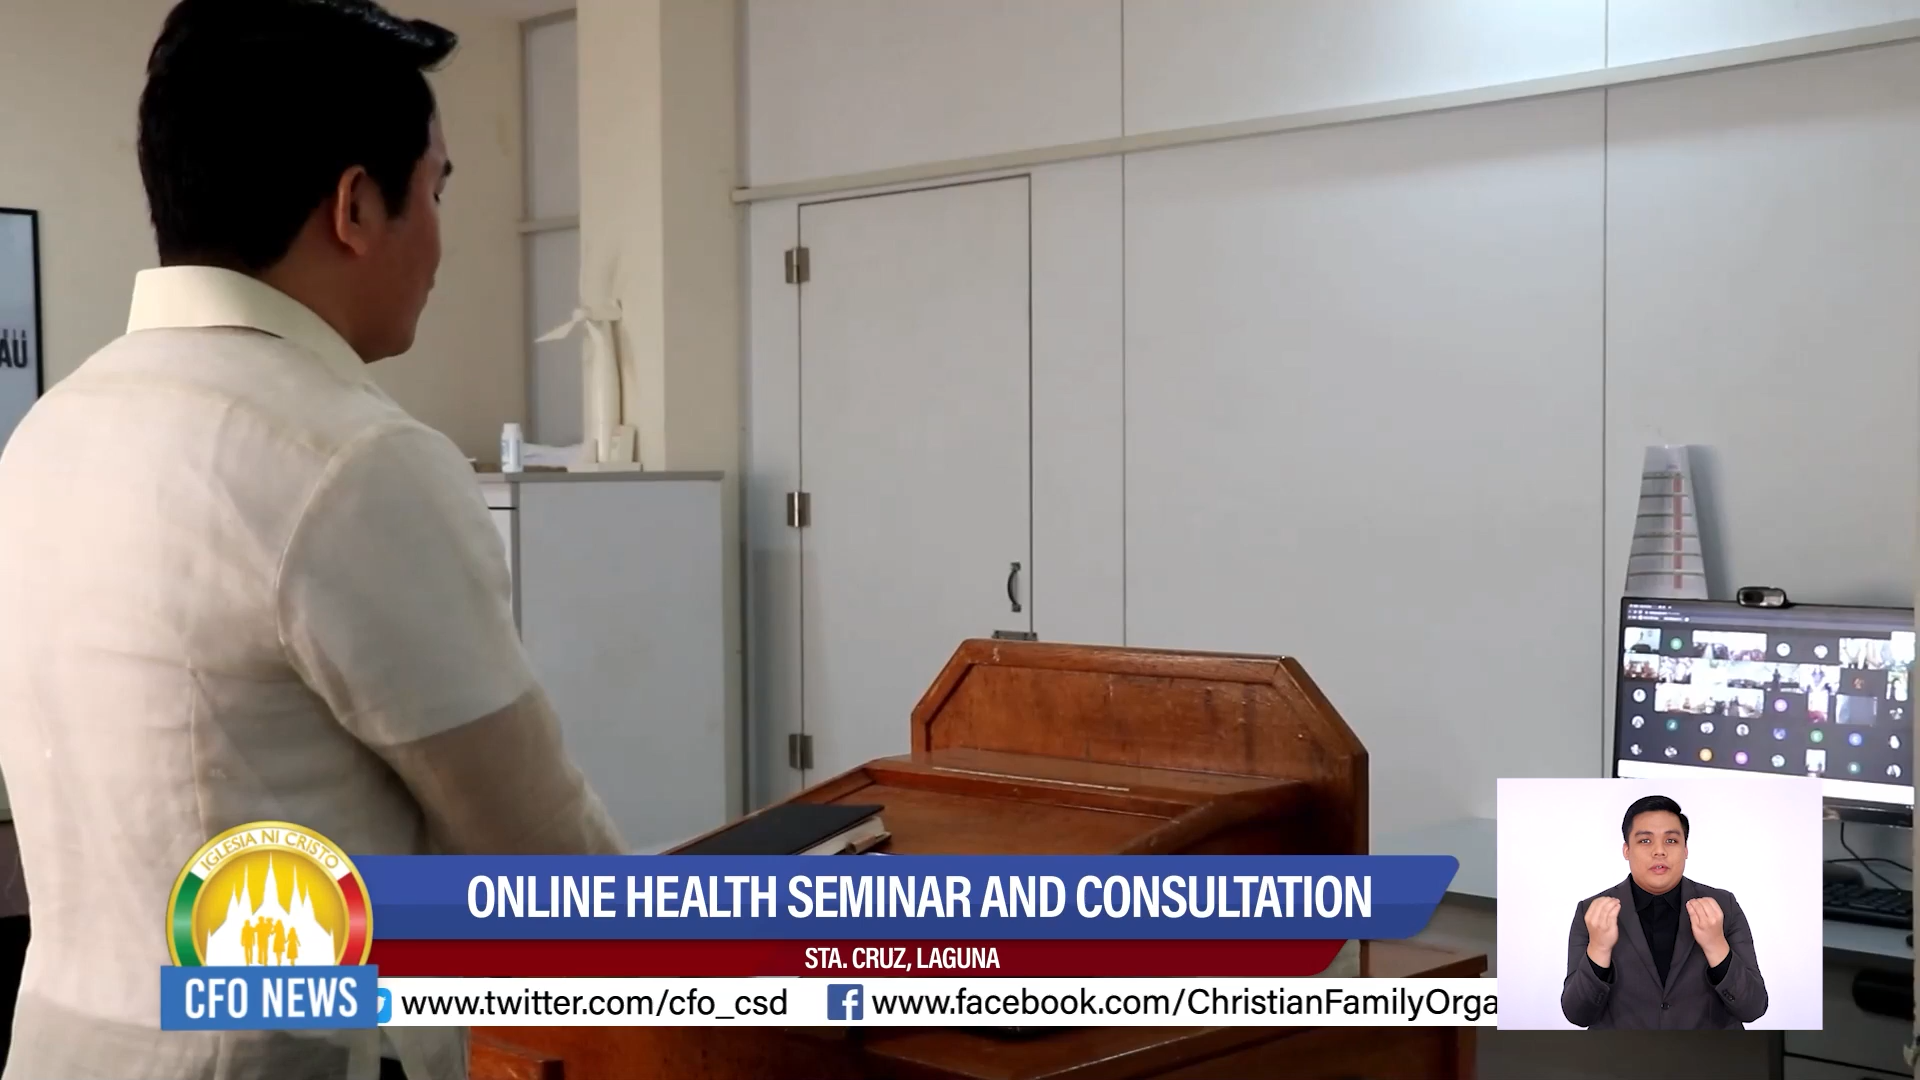 AU
IGLESIA NI CRISTO
ONLINE HEALTH SEMINAR AND CONSULTATION
STA. CRUZ, LAGUNA
CFO NEWS
www.twitter.com/cfo_csd
www.facebook.com/ChristianFamilyOrga